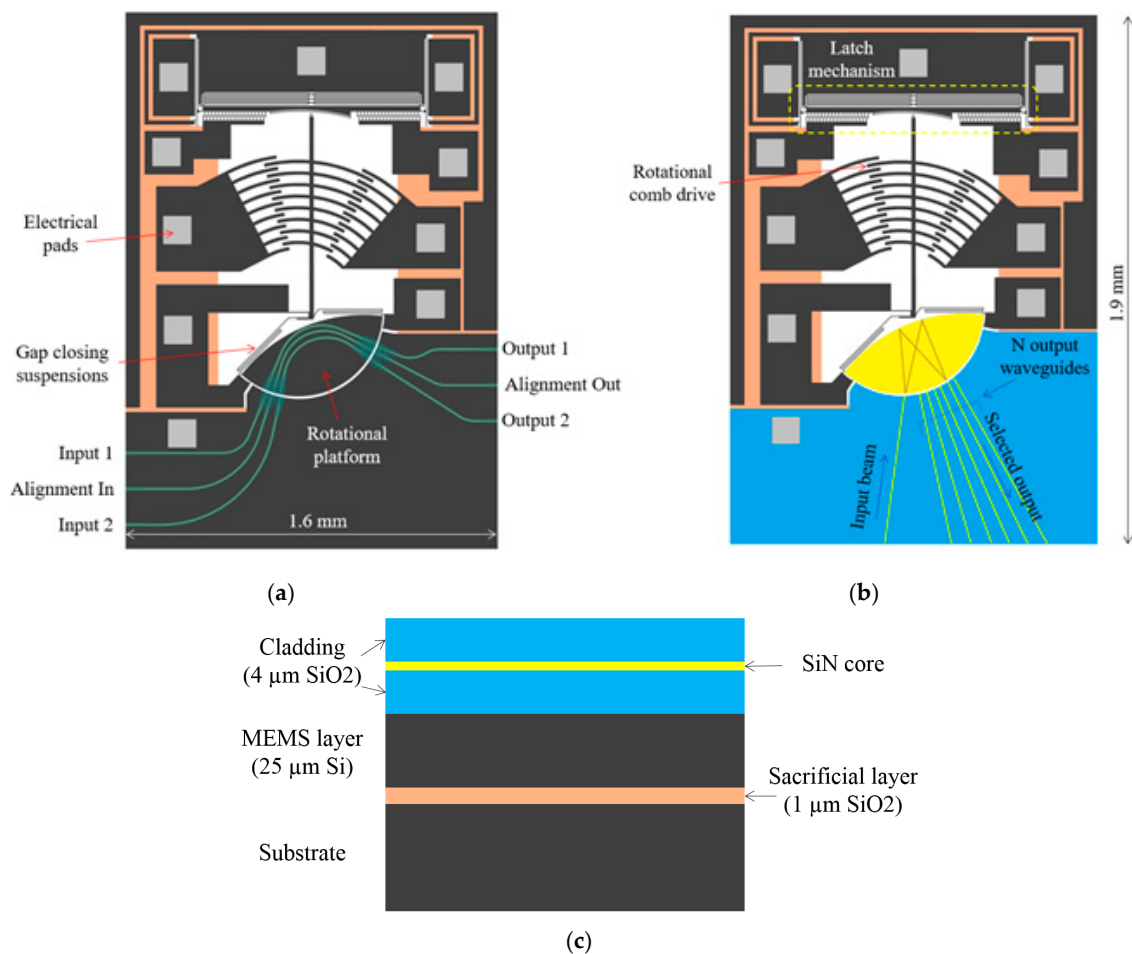 Electrical
pads
Gap closing
suspensions
Input 1
Alignment In
Input 2
Rotational
platform
Output 1
Alignment Out
Output 2
1.6 mm
(a)
Latch
mechanism
Rotational
comb drive
N output
waveguides
Input beam
Selected output
1.9 mm
(b)
Cladding
(4 µm SiO2)
SiN core
MEMS layer
(25 µm Si)
Sacrificial layer
(1 µm SiO2)
Substrate
(c)